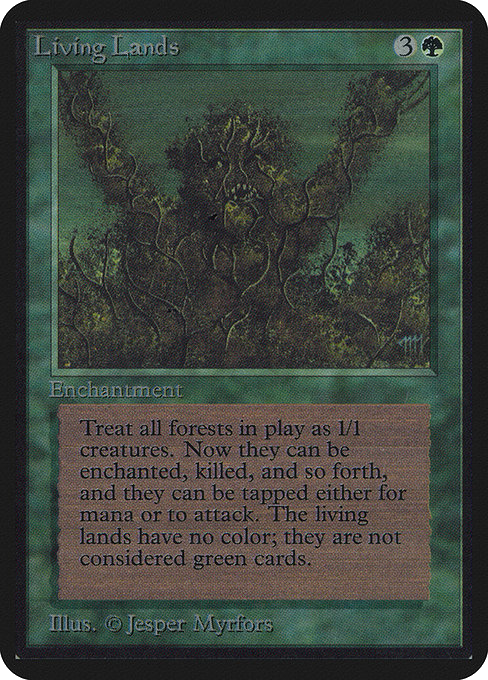 Living Lands 3
Enchantment
Treat all forests in play as 1/1
creatures. Now they can be
enchanted, killed, and so forth,
and they can be tapped either for
mana or to attack. The living
lands have no color; they are not
considered green cards.
Illus. © Jesper Myrfors